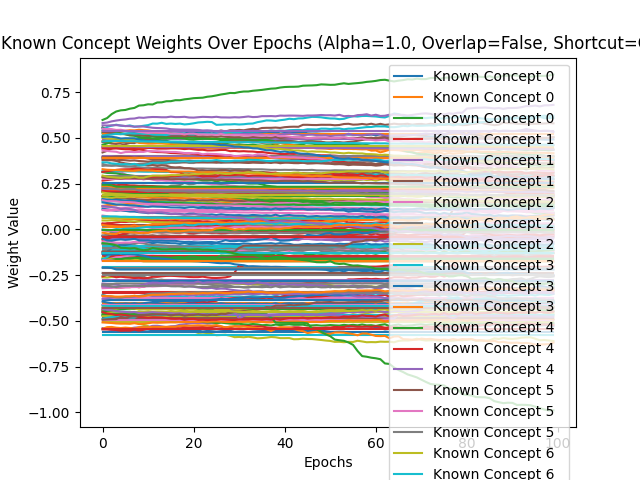 Known Concept Weights Over Epochs (Alpha=1.0, Overlap=False, Shortcut=
Weight Value
0.75
0.50
0.25
0.00
−0.25
−0.50
−0.75
−1.00
0
20
40
60
80
100
Epochs
Known Concept 0
Known Concept 0
Known Concept 0
Known Concept 1
Known Concept 1
Known Concept 1
Known Concept 2
Known Concept 2
Known Concept 2
Known Concept 3
Known Concept 3
Known Concept 3
Known Concept 4
Known Concept 4
Known Concept 4
Known Concept 5
Known Concept 5
Known Concept 5
Known Concept 6
Known Concept 6